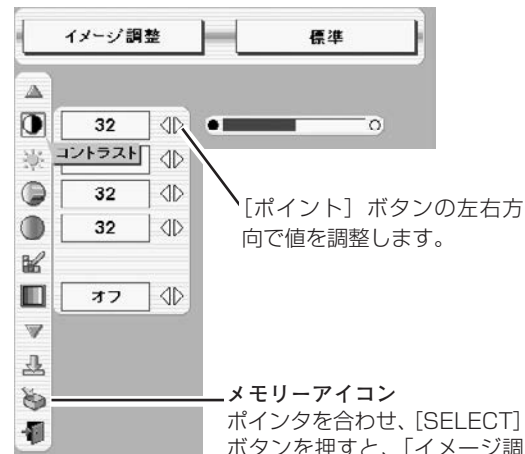 イメージ調整 標準
32
コントラスト
[ポイント]ボタンの左右方
向で値を調整します。
32
32
オフ
メモリーアイコン
ポインタを合わせ、[SELECT]
ボタンを押すと、「イメージ調